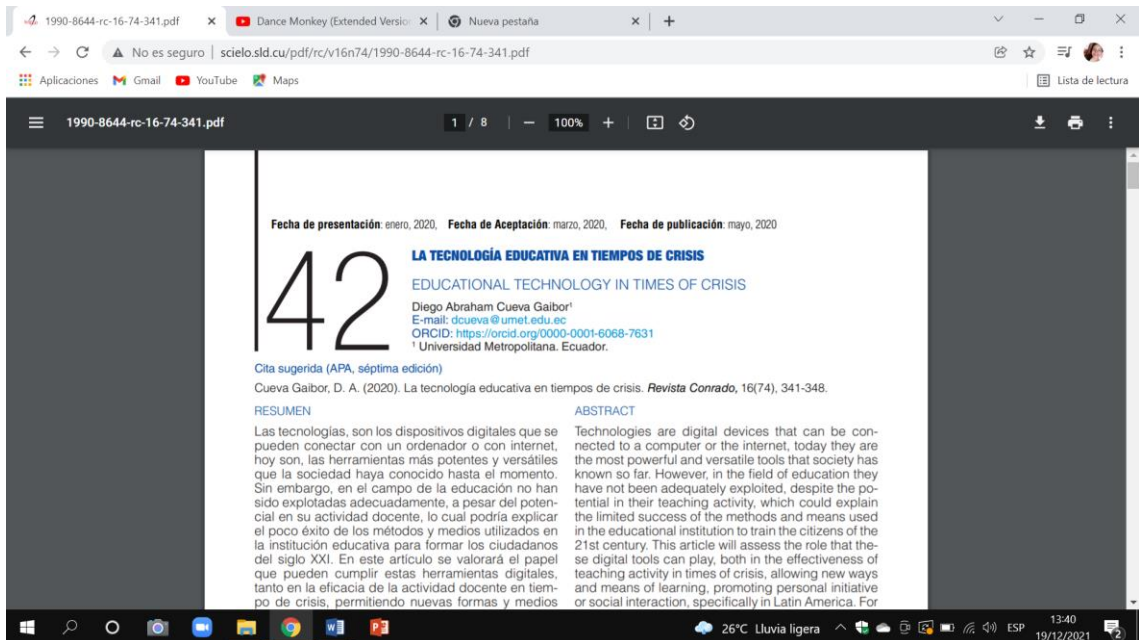 1990-8644-rc-16-74-341.pdf
Dance Monkey (Extended Versio
Nueva pestaña
No es seguro | scielo.sld.cu/pdf/rc/v16n74/1990-8644-rc-16-74-341.pdf
Aplicaciones
Gmail
YouTube
Maps
Lista de lectura
1990-8644-rc-16-74-341.pdf
1 / 8
100%
Fecha de presentación: enero, 2020, Fecha de Aceptación: marzo, 2020, Fecha de publicación: mayo, 2020
42
LA TECNOLOGÍA EDUCATIVA EN TIEMPOS DE CRISIS
EDUCATIONAL TECHNOLOGY IN TIMES OF CRISIS
Diego Abraham Cueva Gaibor¹
E-mail: dcueva@umet.edu.ec
ORCID: https://orcid.org/0000-0001-6068-7631
¹ Universidad Metropolitana. Ecuador.
Cita sugerida (APA, séptima edición)
Cueva Gaibor, D. A. (2020). La tecnología educativa en tiempos de crisis. Revista Conrado, 16(74), 341-348.
RESUMEN
Las tecnologías, son los dispositivos digitales que se
pueden conectar con un ordenador o con internet,
hoy son, las herramientas más potentes y versátiles
que la sociedad haya conocido hasta el momento.
Sin embargo, en el campo de la educación no han
sido explotadas adecuadamente, a pesar del poten-
cial en su actividad docente, lo cual podría explicar
el poco éxito de los métodos y medios utilizados en
la institución educativa para formar los ciudadanos
del siglo XXI. En este artículo se valorará el papel
que pueden cumplir estas herramientas digitales,
tanto en la eficacia de la actividad docente en tiem-
po de crisis, permitiendo nuevas formas y medios
ABSTRACT
Technologies are digital devices that can be con-
nected to a computer or the internet, today they are
the most powerful and versatile tools that society has
known so far. However, in the field of education they
have not been adequately exploited, despite the po-
tential in their teaching activity, which could explain
the limited success of the methods and means used
in the educational institution to train the citizens of the
21st century. This article will assess the role that the-
se digital tools can play, both in the effectiveness of
teaching activity in times of crisis, allowing new ways
and means of learning, promoting personal initiative
or social interaction, specifically in Latin America. For
26°C Lluvia ligera
ESP
13:40
19/12/2021
2